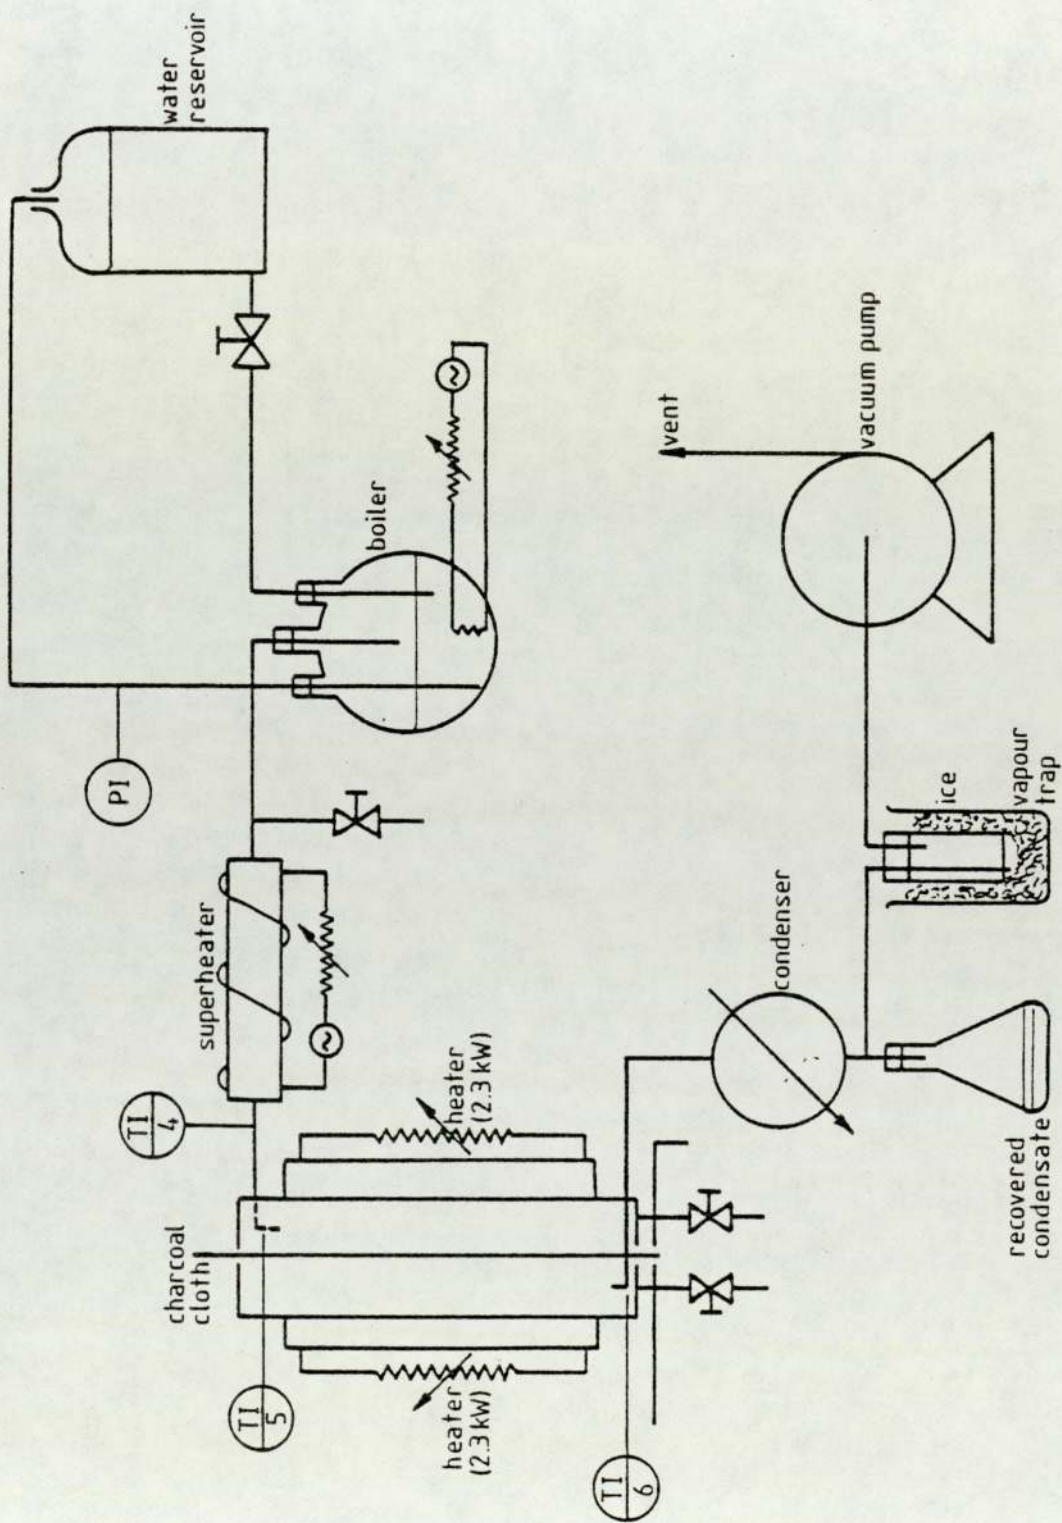 water
reservoir
PI
boiler
superheater
TI
4
charcoal
cloth
TI
5
heater
(2.3 kW)
heater
(2.3 kW)
TI
6
vent
vacuum pump
condenser
ice
vapour
trap
recovered
condensate